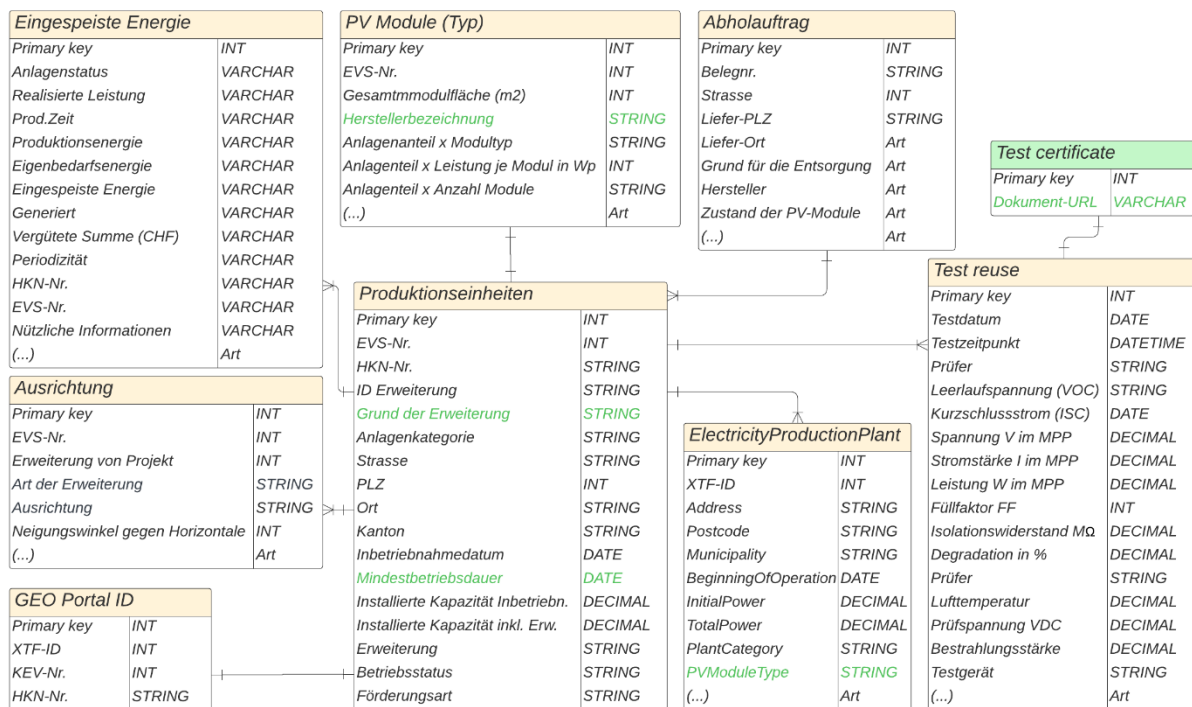 Eingespeiste Energie
Primary key INT
Anlagenstatus VARCHAR
Realisierte Leistung VARCHAR
Prod.Zeit VARCHAR
Produktionsenergie VARCHAR
Eigenbedarfsenergie VARCHAR
Eingespeiste Energie VARCHAR
Generiert VARCHAR
Vergütete Summe (CHF) VARCHAR
Periodizität VARCHAR
HKN-Nr. VARCHAR
EVS-Nr. VARCHAR
Nützliche Informationen VARCHAR
(...) Art
PV Module (Typ)
Primary key INT
EVS-Nr. INT
Gesamtmmodulfläche (m2) INT
Herstellerbezeichnung STRING
Anlagenanteil x Modultyp STRING
Anlagenteil x Leistung je Modul in Wp INT
Anlagenteil x Anzahl Module STRING
(...) Art
Abholauftrag
Primary key INT
Belegnr. STRING
Strasse INT
Liefer-PLZ STRING
Liefer-Ort Art
Grund für die Entsorgung Art
Hersteller Art
Zustand der PV-Module Art
(...) Art
Test certificate
Primary key INT
Dokument-URL VARCHAR
Ausrichtung
Primary key INT
EVS-Nr. INT
Erweiterung von Projekt INT
Art der Erweiterung STRING
Ausrichtung STRING
Neigungswinkel gegen Horizontale INT
(...) Art
GEO Portal ID
Primary key INT
XTF-ID INT
KEV-Nr. INT
HKN-Nr. STRING
Produktionseinheiten
Primary key INT
EVS-Nr. INT
HKN-Nr. STRING
ID Erweiterung STRING
Grund der Erweiterung STRING
Anlagenkategorie STRING
Strasse STRING
PLZ INT
Ort STRING
Kanton STRING
Inbetriebnahmedatum DATE
Mindestbetriebsdauer DATE
Installierte Kapazität Inbetriebn. DECIMAL
Installierte Kapazität inkl. Erw. DECIMAL
Erweiterung STRING
Betriebsstatus STRING
Förderungsart STRING
ElectricityProductionPlant
Primary key INT
XTF-ID INT
Address STRING
Postcode STRING
Municipality STRING
BeginningOfOperation DATE
InitialPower DECIMAL
TotalPower DECIMAL
PlantCategory STRING
PVModuleType STRING
(...) Art
Test reuse
Primary key INT
Testdatum DATE
Testzeitpunkt DATETIME
Prüfer STRING
Leerlaufspannung (VOC) STRING
Kurzschlussstrom (ISC) DATE
Spannung V im MPP DECIMAL
Stromstärke I im MPP DECIMAL
Leistung W im MPP DECIMAL
Füllfaktor FF INT
Isolationswiderstand MΩ DECIMAL
Degradation in % DECIMAL
Prüfer STRING
Lufttemperatur DECIMAL
Prüfspannung VDC DECIMAL
Bestrahlungsstärke DECIMAL
Testgerät STRING
(...) Art